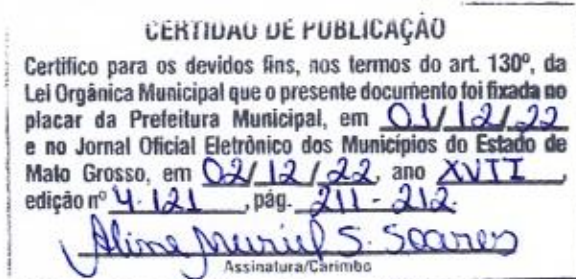 CERTIDÃO DE PUBLICAÇÃO
Certifico para os devidos fins, nos termos do art. 130º, da
Lei Orgânica Municipal que o presente documento foi fixada no
placar da Prefeitura Municipal, em 01/12/22
e no Jornal Oficial Eletrônico dos Municípios do Estado de
Mato Grosso, em 02/12/22, ano XVII,
edição nº 4.121, pág. 211-212.
Aline Muriel S. Soares
Assinatura/Carimbo